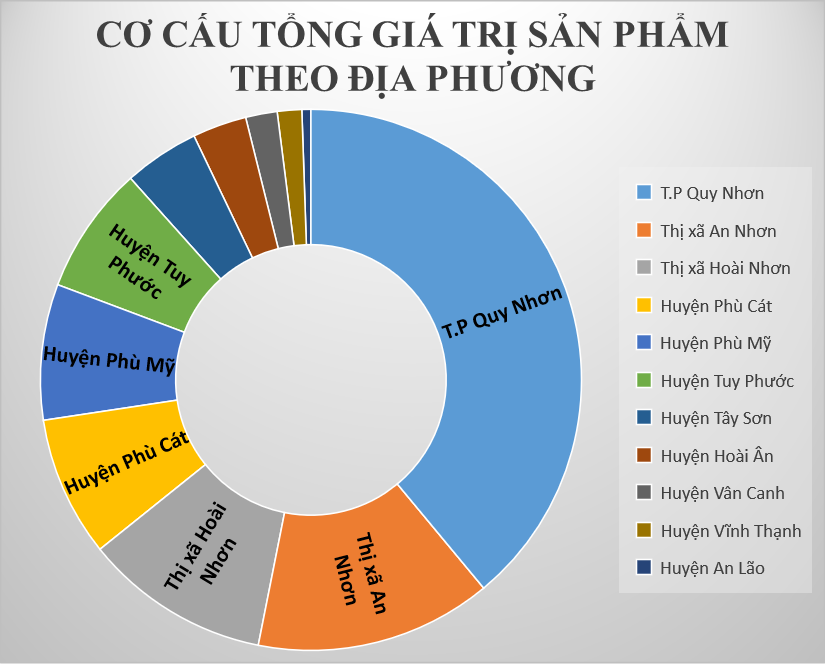 CƠ CẤU TỔNG GIÁ TRỊ SẢN PHẨM
THEO ĐỊA PHƯƠNG
T.P Quy Nhơn
Thị xã An
Nhơn
Thị xã Hoài
Nhơn
Huyện Phù Cát
Huyện Phù Mỹ
Huyện Tuy
Phước
T.P Quy Nhơn
Thị xã An Nhơn
Thị xã Hoài Nhơn
Huyện Phù Cát
Huyện Phù Mỹ
Huyện Tuy Phước
Huyện Tây Sơn
Huyện Hoài Ân
Huyện Vân Canh
Huyện Vĩnh Thạnh
Huyện An Lão